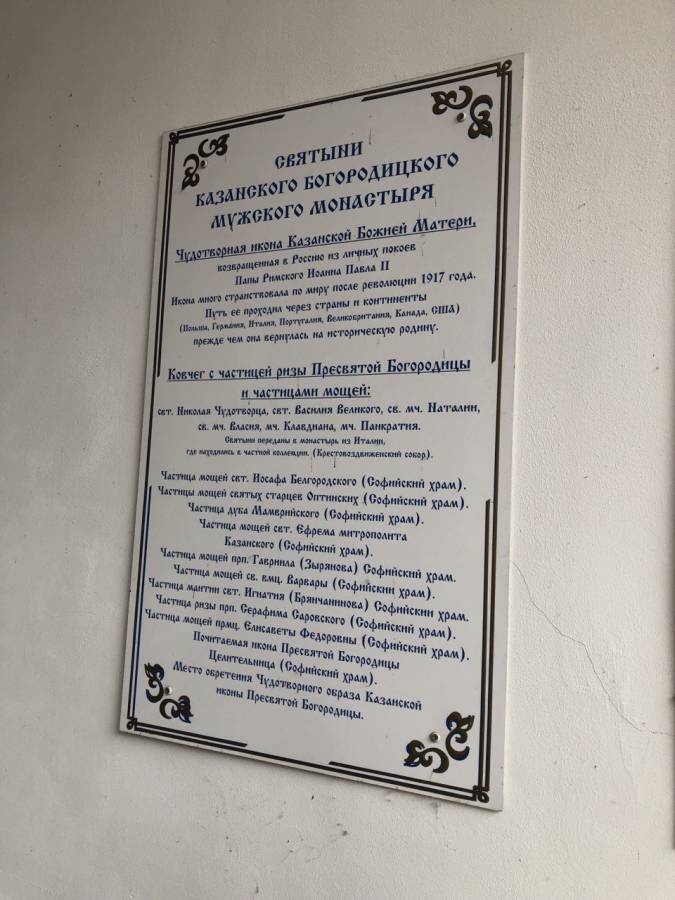 СВЯТЫНИ
КАЗАНСКОГО БОГОРОДИЦКОГО
МУЖСКОГО МОНАСТЫРЯ
Чудотворная икона Казанской Божией Матери,
возвращенная в Россию из личных покоев
Папы Римского Иоанна Павла II
Икона много странствовала по миру после революции 1917 года.
Путь ее проходил через страны и континенты
(Польша, Германия, Италия, Португалия, Великобритания, Канада, США)
прежде чем она вернулась на историческую родину.
Ковчег с частицей ризы Пресвятой Богородицы
и частицами мощей:
свт. Николая Чудотворца, свт. Василия Великого, св. мч. Наталии,
св. мч. Власия, мч. Клавдиана, мч. Панкратия.
Святыни переданы в монастырь из Италии,
где находились в частной коллекции. (Крестовоздвиженский собор).
Частица мощей свт. Иосафа Белгородского (Софийский храм).
Частицы мощей святых старцев Оптинских (Софийский храм).
Частица дуба Мамврийского (Софийский храм).
Частица мощей свт. Ефрема митрополита
Казанского (Софийский храм).
Частица мощей прп. Гавриила (Зырянова) Софийский храм.
Частица мощей св. вмц. Варвары (Софийский храм).
Частица мантии свт. Игнатия (Брянчанинова) Софийский храм.
Частица ризы прп. Серафима Саровского (Софийский храм).
Частица мощей прмц. Елисаветы Федоровны (Софийский храм).
Почитаемая икона Пресвятой Богородицы
Целительница (Софийский храм).
Место обретения Чудотворного образа Казанской
иконы Пресвятой Богородицы.